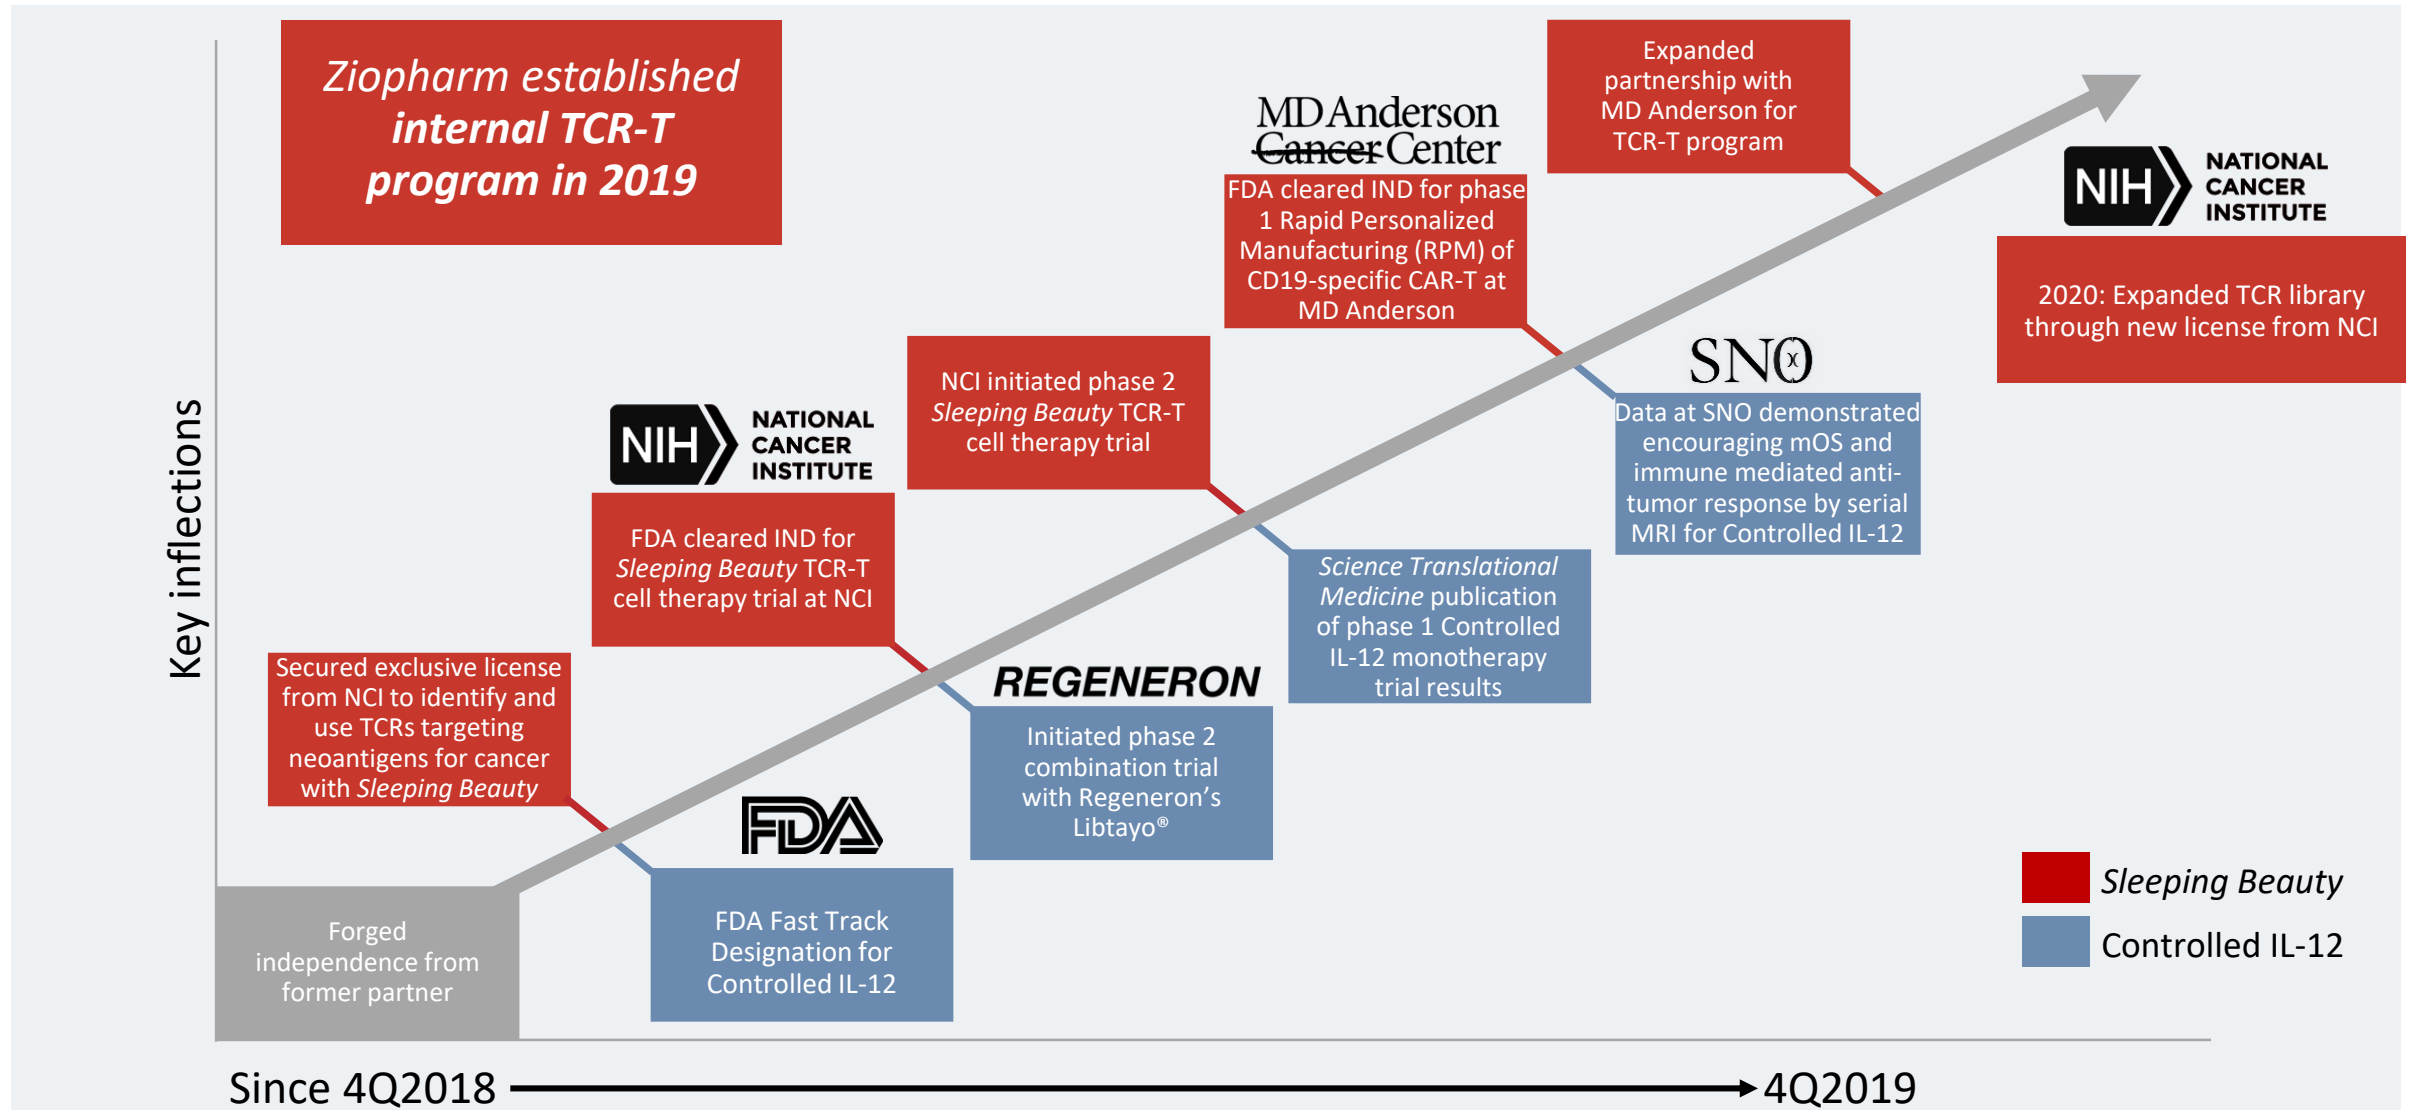 Ziopharm established
internal TCR-T
program in 2019
Expanded
partnership with
MD Anderson for
TCR-T program
MD Anderson
Cancer Center
FDA cleared IND for phase
1 Rapid Personalized
Manufacturing (RPM) of
CD19-specific CAR-T at
MD Anderson
NIH
NATIONAL
CANCER
INSTITUTE
2020: Expanded TCR library
through new license from NCI
NCI initiated phase 2
Sleeping Beauty TCR-T
cell therapy trial
SNO
Data at SNO demonstrated
encouraging mOS and
immune mediated anti-
tumor response by serial
MRI for Controlled IL-12
NIH
NATIONAL
CANCER
INSTITUTE
FDA cleared IND for
Sleeping Beauty TCR-T
cell therapy trial at NCI
Science Translational
Medicine publication
of phase 1 Controlled
IL-12 monotherapy
trial results
Key inflections
Secured exclusive license
from NCI to identify and
use TCRs targeting
neoantigens for cancer
with Sleeping Beauty
REGENERON
Initiated phase 2
combination trial
with Regeneron’s
Libtayo®
FDA
FDA Fast Track
Designation for
Controlled IL-12
Forged
independence from
former partner
Sleeping Beauty
Controlled IL-12
Since 4Q2018
4Q2019